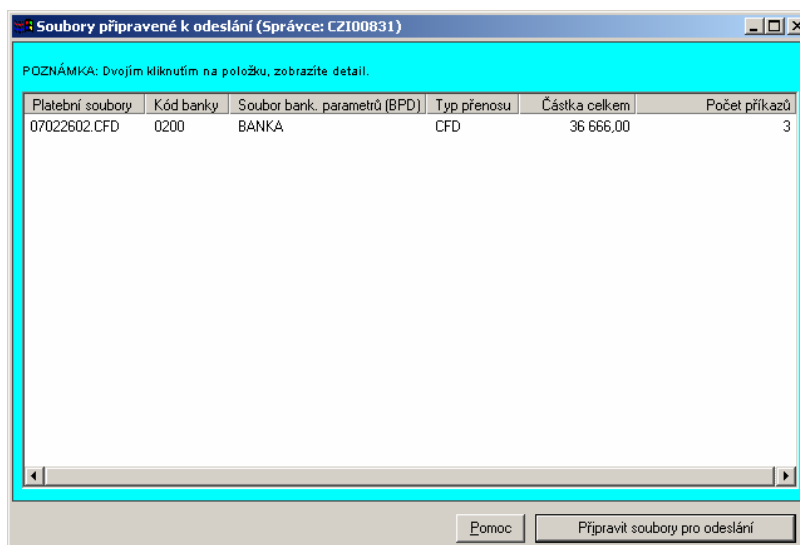 Soubory připravené k odeslání (Správce: CZI00831)
POZNÁMKA: Dvojím kliknutím na položku, zobrazíte detail.
Platební soubory Kód banky Soubor bank. parametrů (BPD) Typ přenosu Částka celkem Počet příkazů
07022602.CFD 0200 BANKA CFD 36 666,00 3
Pomoc Připravit soubory pro odeslání